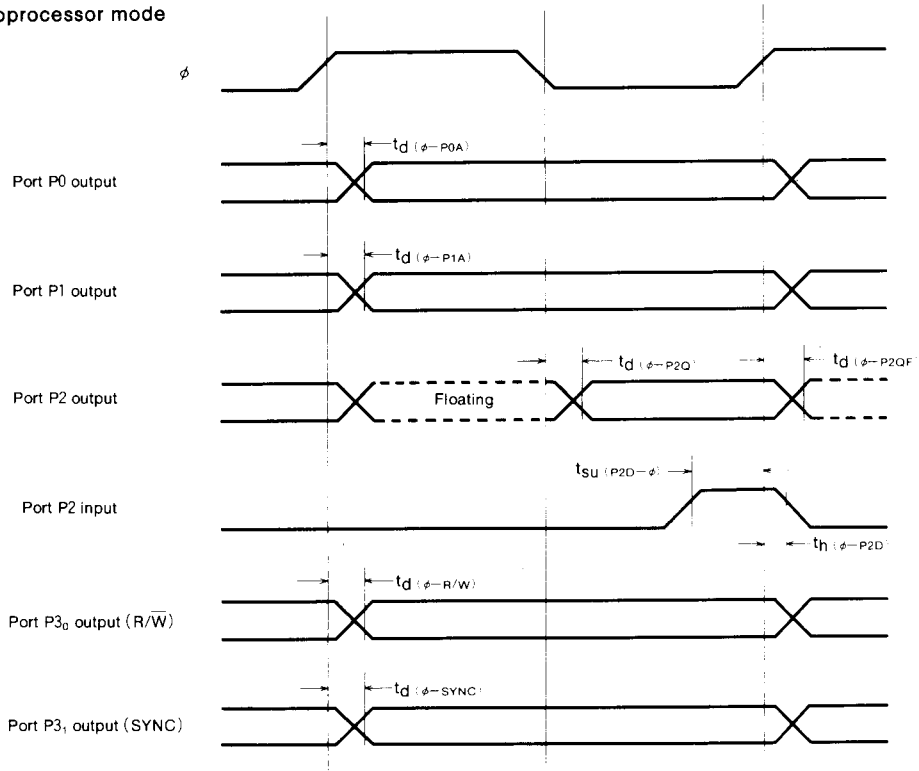 oprocessor mode
φ
td (φ−P0A)
Port P0 output
td (φ−P1A)
Port P1 output
td (φ−P2Q)
td (φ−P2QF
Port P2 output
Floating
tsu (P2D−φ)
Port P2 input
th (φ−P2D)
td (φ−R/W)
Port P3₀ output (R/W̅)
td (φ−SYNC)
Port P3₁ output (SYNC)